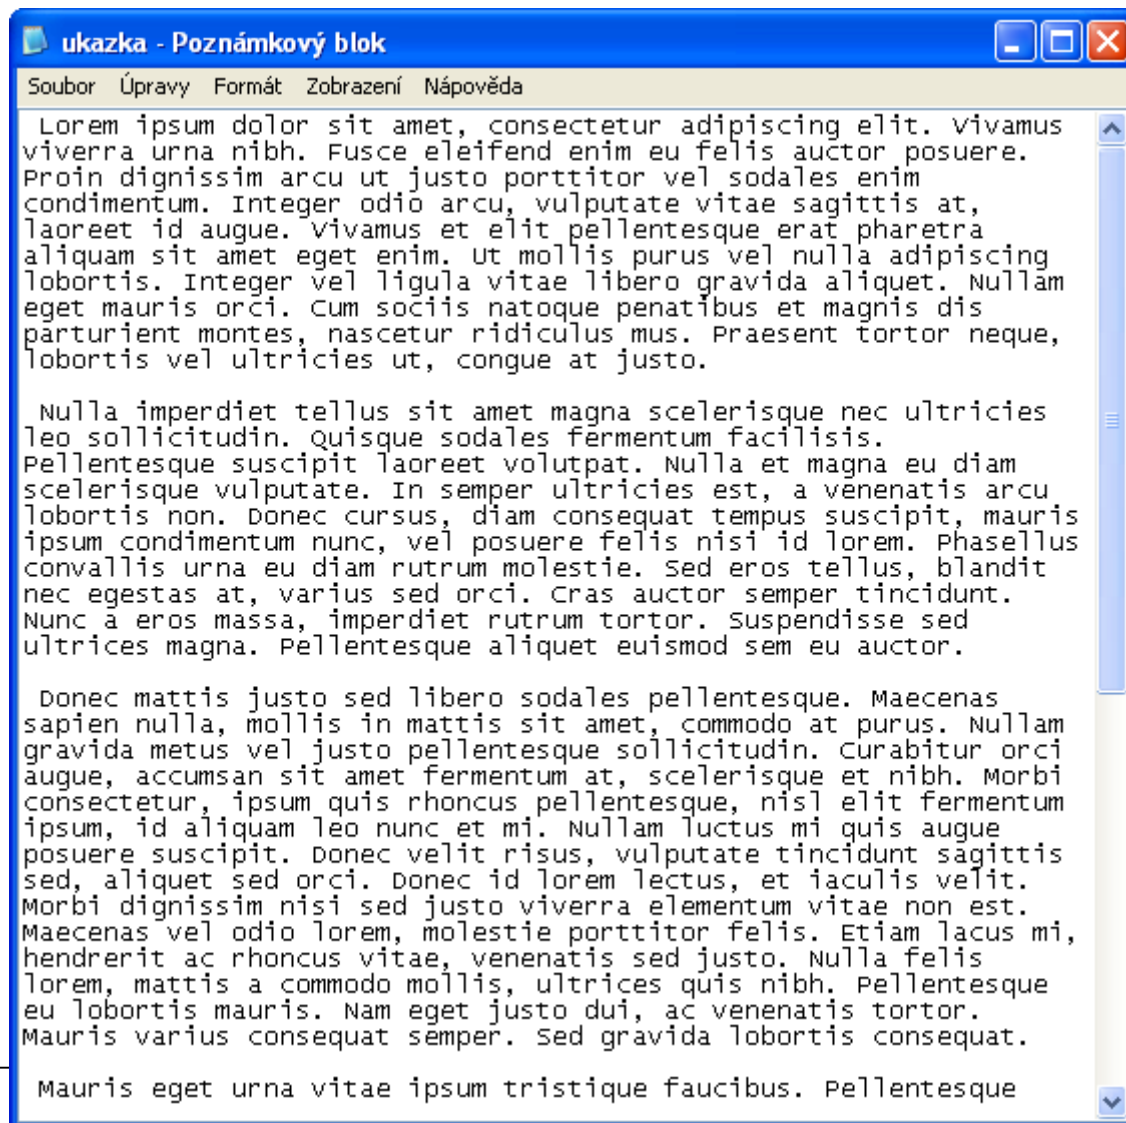 ukazka - Poznámkový blok
Soubor Úpravy Formát Zobrazení Nápověda
Lorem ipsum dolor sit amet, consectetur adipiscing elit. Vivamus
viverra urna nibh. Fusce eleifend enim eu felis auctor posuere.
Proin dignissim arcu ut justo porttitor vel sodales enim
condimentum. Integer odio arcu, vulputate vitae sagittis at,
laoreet id augue. Vivamus et elit pellentesque erat pharetra
aliquam sit amet eget enim. Ut mollis purus vel nulla adipiscing
lobortis. Integer vel ligula vitae libero gravida aliquet. Nullam
eget mauris orci. Cum sociis natoque penatibus et magnis dis
parturient montes, nascetur ridiculus mus. Praesent tortor neque,
lobortis vel ultricies ut, congue at justo.
Nulla imperdiet tellus sit amet magna scelerisque nec ultricies
leo sollicitudin. Quisque sodales fermentum facilisis.
Pellentesque suscipit laoreet volutpat. Nulla et magna eu diam
scelerisque vulputate. In semper ultricies est, a venenatis arcu
lobortis non. Donec cursus, diam consequat tempus suscipit, mauris
ipsum condimentum nunc, vel posuere felis nisi id lorem. Phasellus
convallis urna eu diam rutrum molestie. Sed eros tellus, blandit
nec egestas at, varius sed orci. Cras auctor semper tincidunt.
Nunc a eros massa, imperdiet rutrum tortor. Suspendisse sed
ultrices magna. Pellentesque aliquet euismod sem eu auctor.
Donec mattis justo sed libero sodales pellentesque. Maecenas
sapien nulla, mollis in mattis sit amet, commodo at purus. Nullam
gravida metus vel justo pellentesque sollicitudin. Curabitur orci
augue, accumsan sit amet fermentum at, scelerisque et nibh. Morbi
consectetur, ipsum quis rhoncus pellentesque, nisl elit fermentum
ipsum, id aliquam leo nunc et mi. Nullam luctus mi quis augue
posuere suscipit. Donec velit risus, vulputate tincidunt sagittis
sed, aliquet sed orci. Donec id lorem lectus, et iaculis velit.
Morbi dignissim nisi sed justo viverra elementum vitae non est.
Maecenas vel odio lorem, molestie porttitor felis. Etiam lacus mi,
hendrerit ac rhoncus vitae, venenatis sed justo. Nulla felis
lorem, mattis a commodo mollis, ultrices quis nibh. Pellentesque
eu lobortis mauris. Nam eget justo dui, ac venenatis tortor.
Mauris varius consequat semper. Sed gravida lobortis consequat.
Mauris eget urna vitae ipsum tristique faucibus. Pellentesque